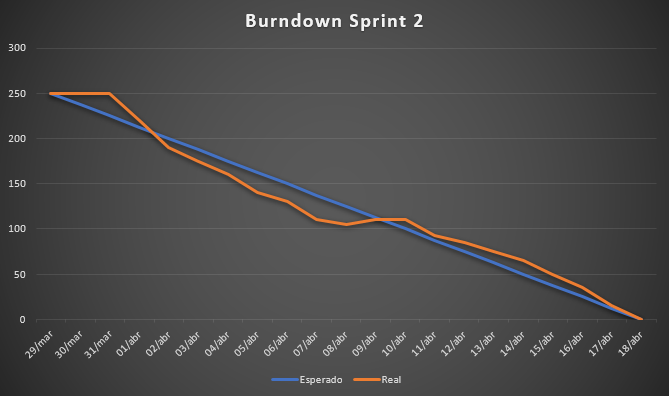 Burndown Sprint 2
300
250
200
150
100
50
0
29/mar
30/mar
31/mar
01/abr
02/abr
03/abr
04/abr
05/abr
06/abr
07/abr
08/abr
09/abr
10/abr
11/abr
12/abr
13/abr
14/abr
15/abr
16/abr
17/abr
18/abr
Esperado Real